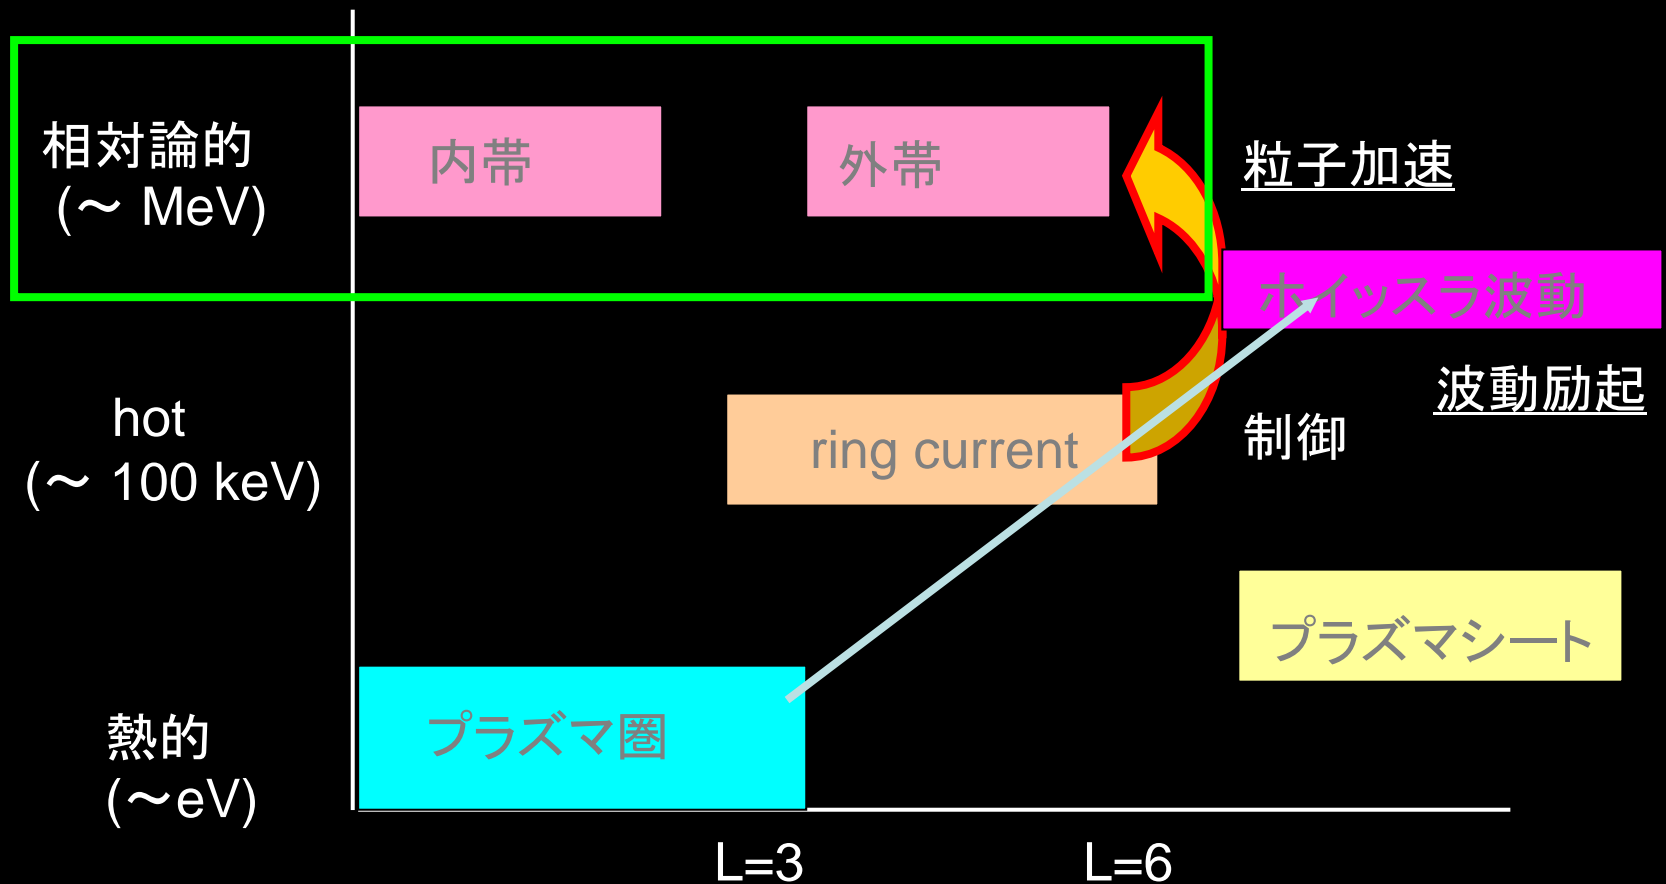 相対論的
(～ MeV)
内帯
外帯
粒子加速
ホイッスラ波動
波動励起
hot
(～ 100 keV)
ring current
制御
プラズマシート
熱的
(～eV)
プラズマ圏
L=3
L=6